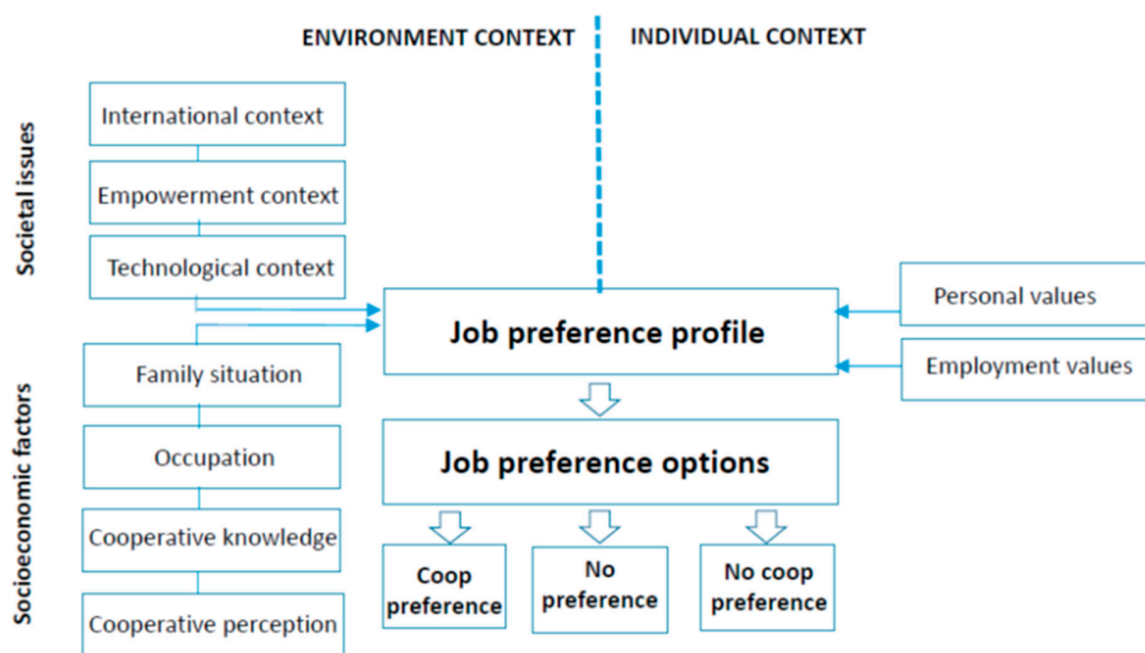 ENVIRONMENT CONTEXT
INDIVIDUAL CONTEXT
Societal issues
International context
Empowerment context
Technological context
Socioeconomic factors
Family situation
Occupation
Cooperative knowledge
Cooperative perception
Job preference profile
Personal values
Employment values
Job preference options
Coop
preference
No
preference
No coop
preference